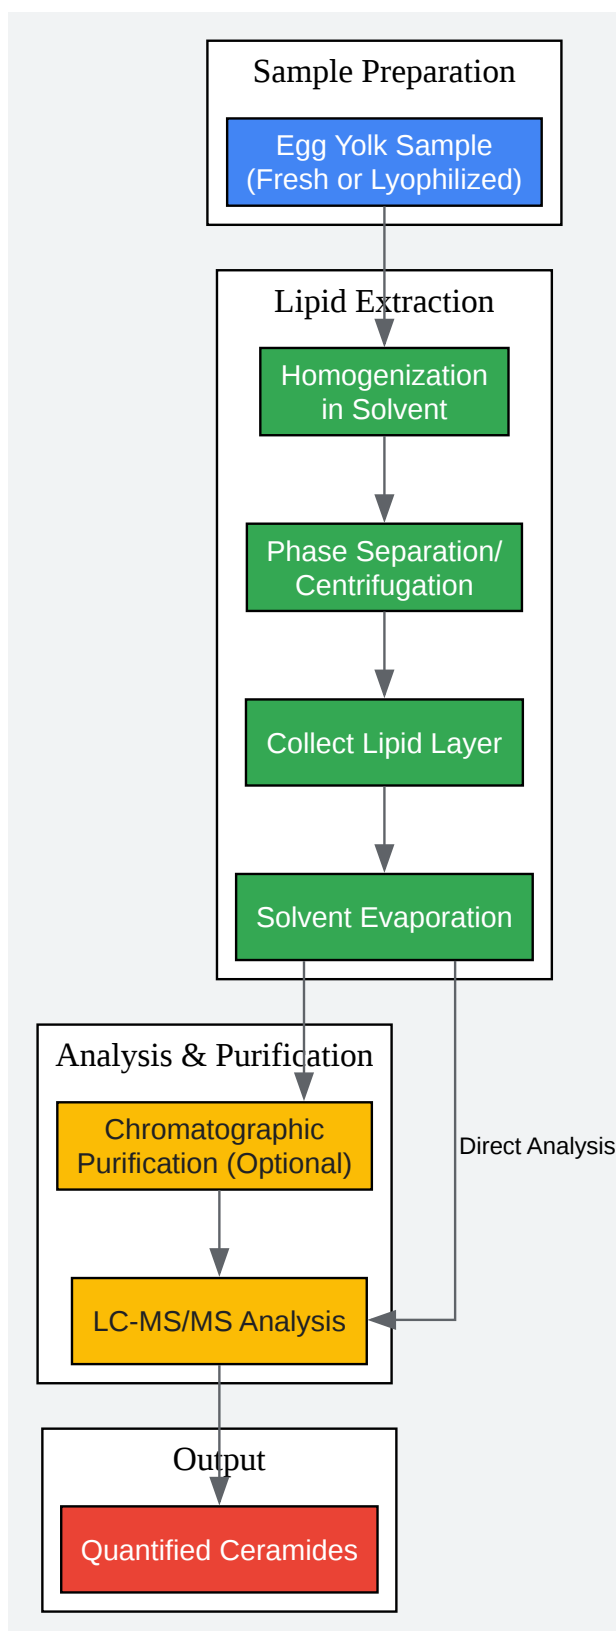 Sample Preparation
Egg Yolk Sample
(Fresh or Lyophilized)
Lipid Extraction
Homogenization
in Solvent
Phase Separation/
Centrifugation
Collect Lipid Layer
Solvent Evaporation
Analysis & Purification
Chromatographic
Purification (Optional)
Direct Analysis
LC-MS/MS Analysis
Output
Quantified Ceramides